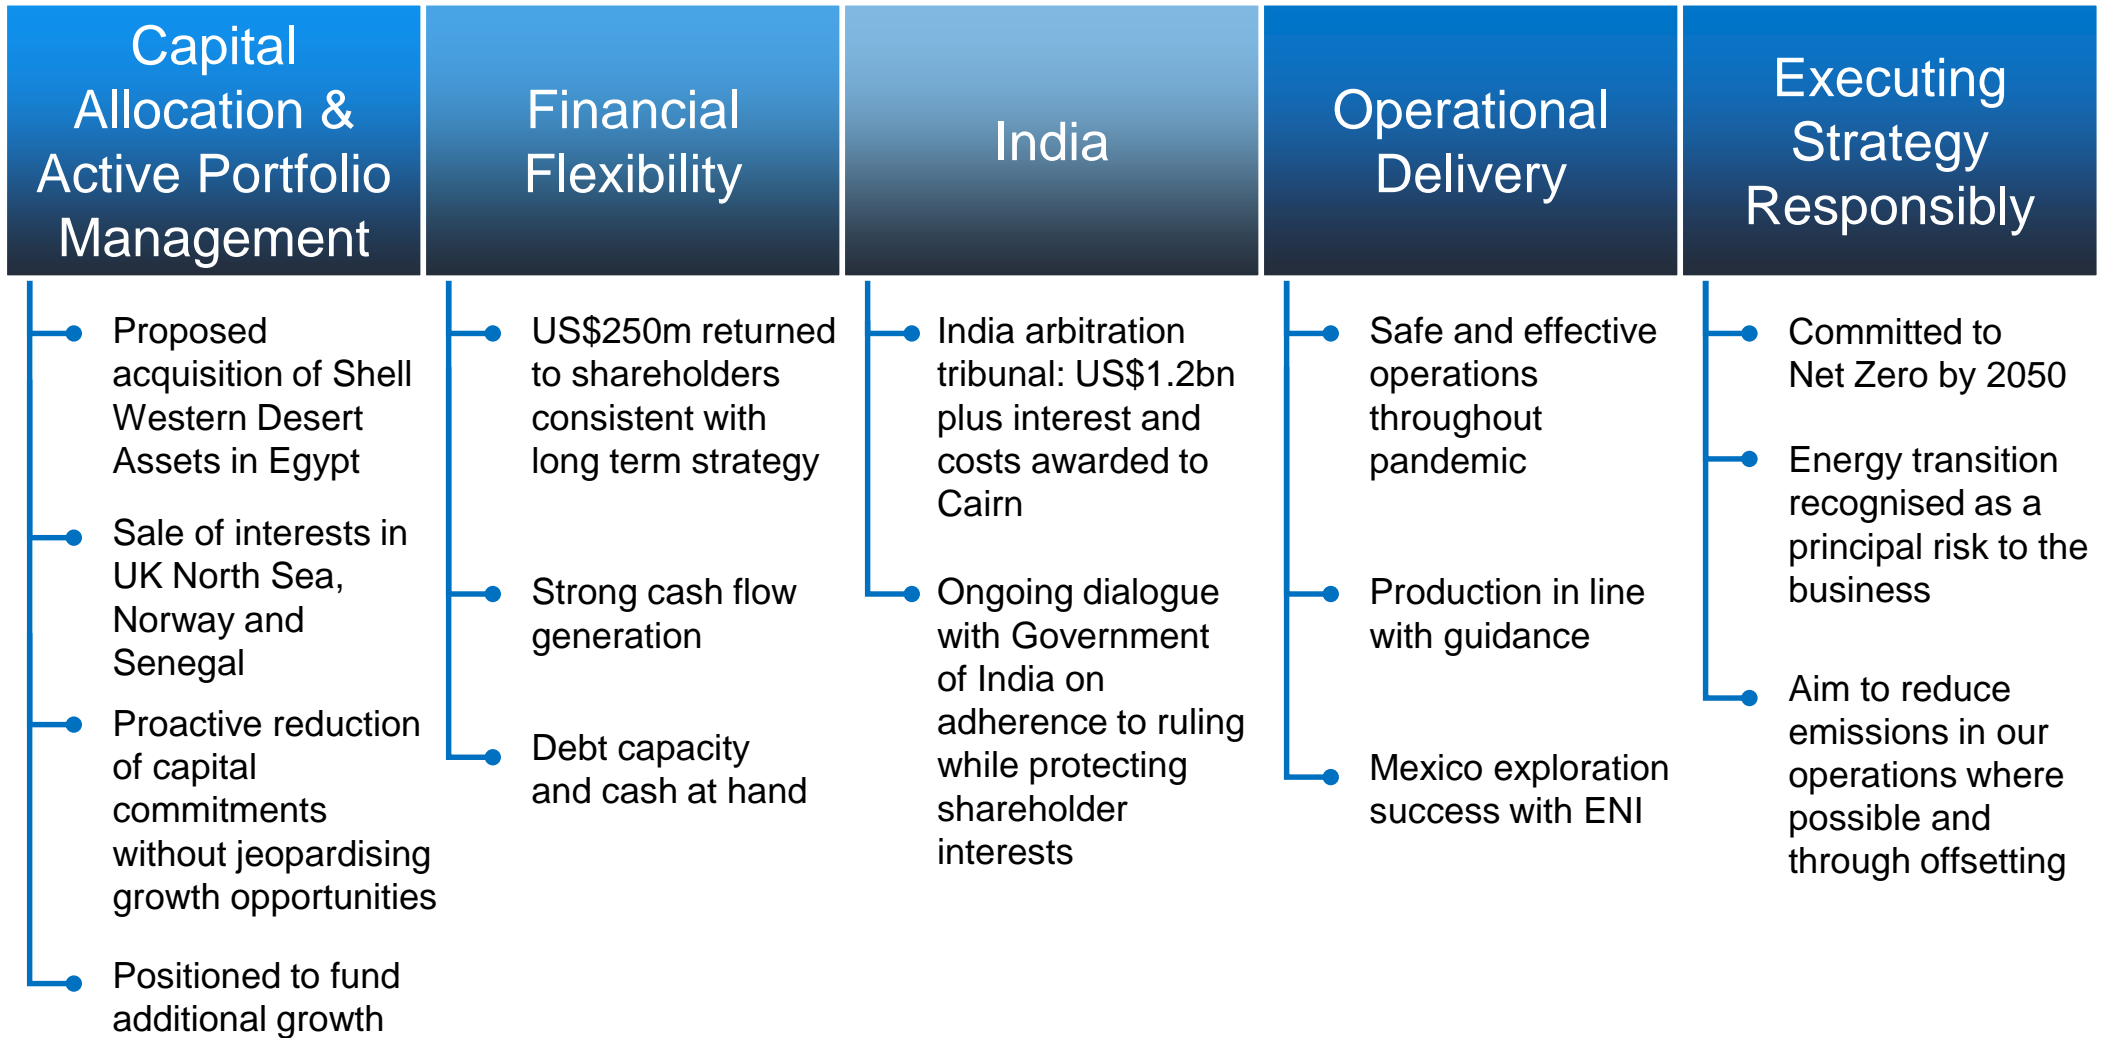 Capital
Allocation &
Active Portfolio
Management
Proposed
acquisition of Shell
Western Desert
Assets in Egypt
Sale of interests in
UK North Sea,
Norway and
Senegal
Proactive reduction
of capital
commitments
without jeopardising
growth opportunities
Positioned to fund
additional growth
Financial
Flexibility
US$250m returned
to shareholders
consistent with
long term strategy
Strong cash flow
generation
Debt capacity
and cash at hand
India
India arbitration
tribunal: US$1.2bn
plus interest and
costs awarded to
Cairn
Ongoing dialogue
with Government
of India on
adherence to ruling
while protecting
shareholder
interests
Operational
Delivery
Safe and effective
operations
throughout
pandemic
Production in line
with guidance
Mexico exploration
success with ENI
Executing
Strategy
Responsibly
Committed to
Net Zero by 2050
Energy transition
recognised as a
principal risk to the
business
Aim to reduce
emissions in our
operations where
possible and
through offsetting